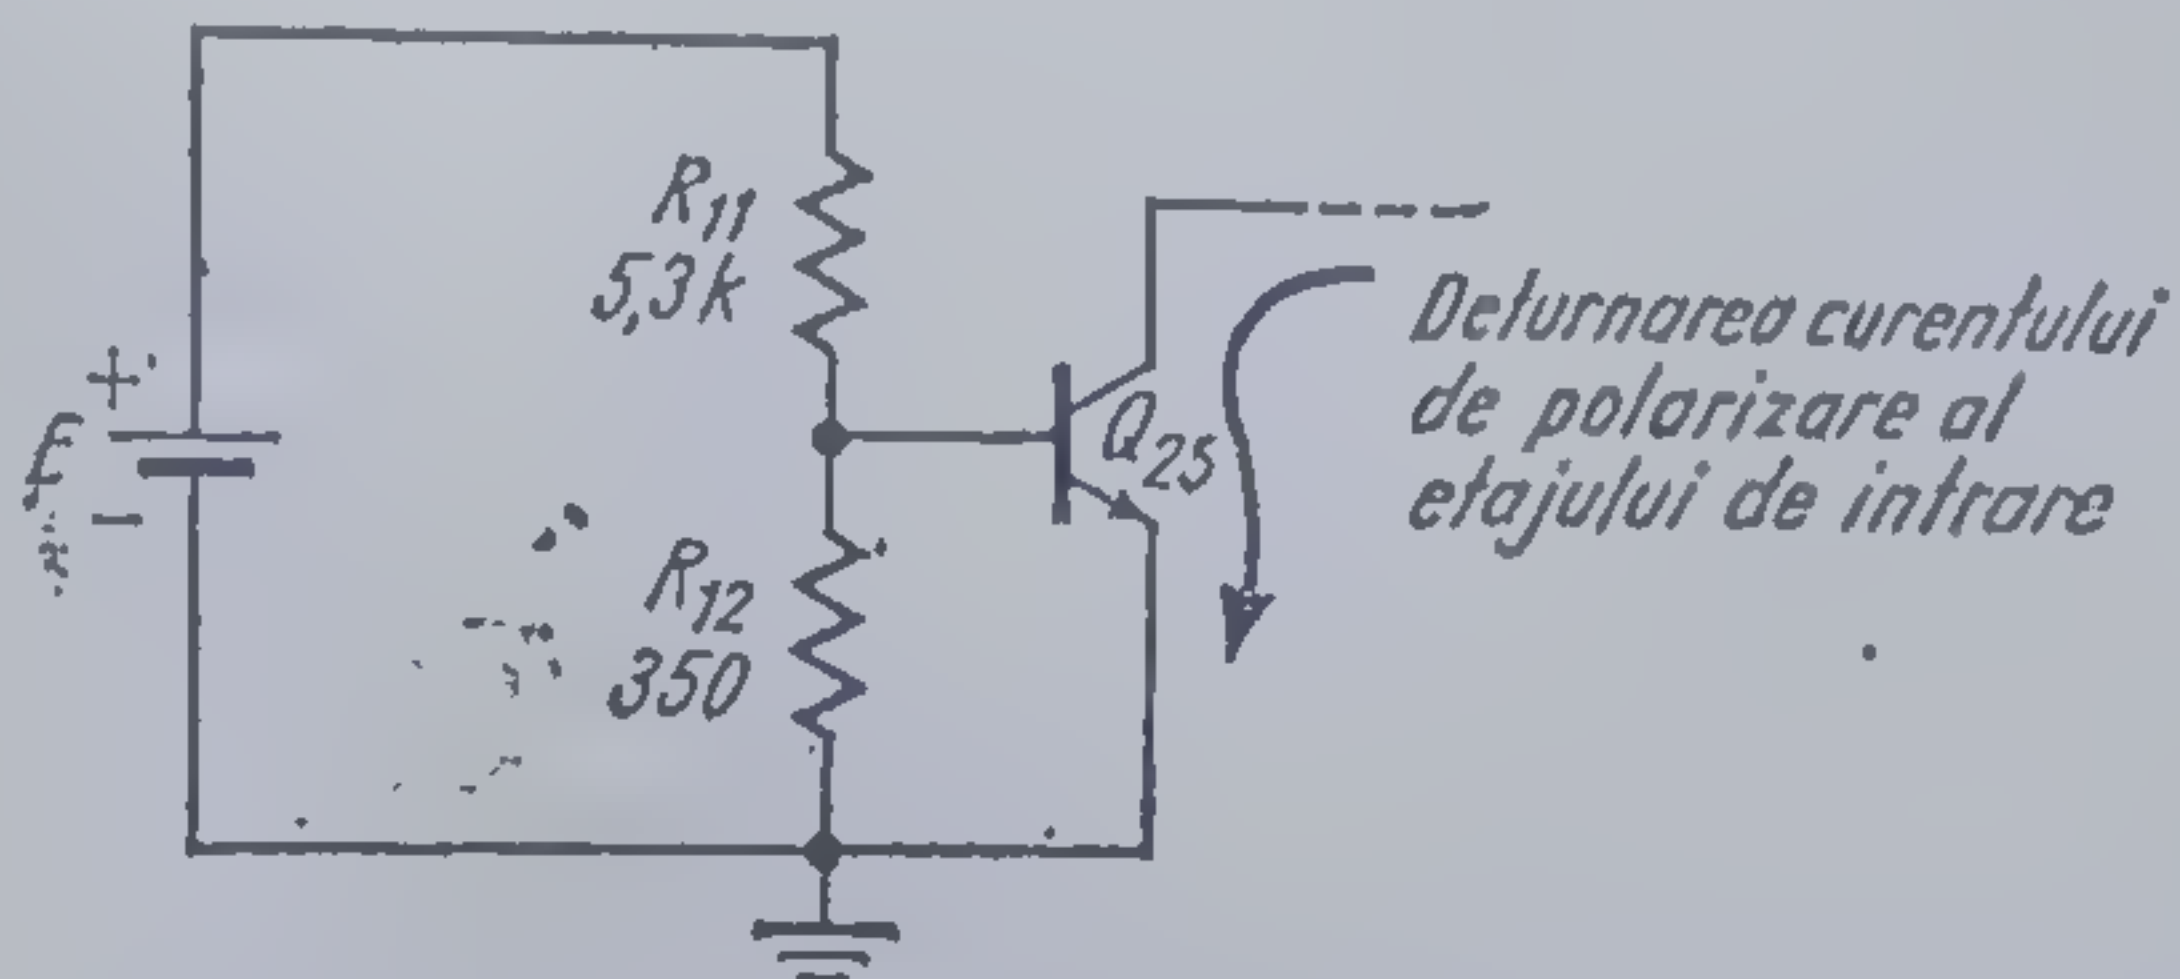 R11
5,3k
+
E
−
Q25
R12
350
Deturnarea curentului
de polarizare al
etajului de intrare